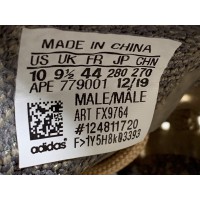 MADE IN CHINA
US UK FR JP CHN
10 9½ 44 280 270
APE 779001 12/19
MALE/MALE
ART FX9764
#124811720
adidas F>1Y5H8kB3393